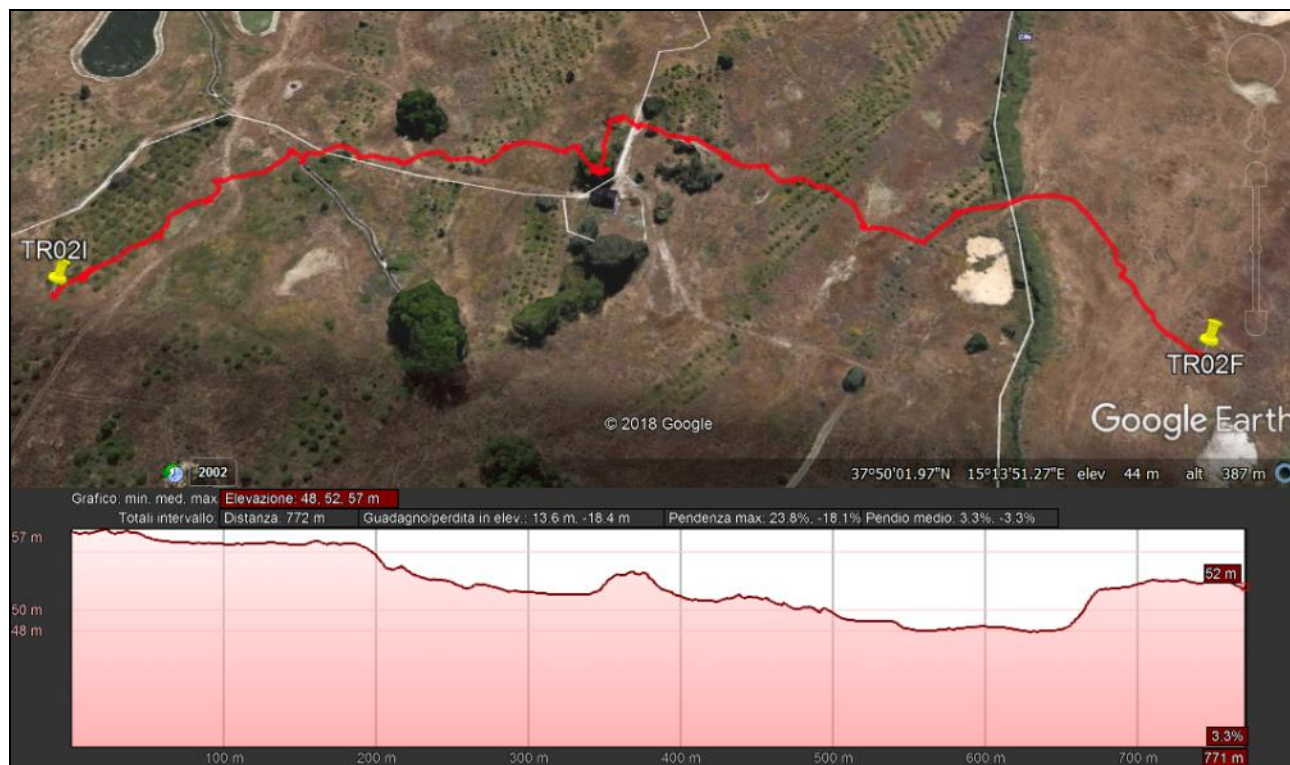 TR02I
TR02F
© 2018 Google
Google Earth
2002
37°50'01.97"N 15°13'51.27"E elev 44 m alt 387 m
Grafico: min. med, max Elevazione: 48, 52. 57 m
Totali intervallo: Distanza: 772 m Guadagno/perdita in elev.: 13.6 m, -18.4 m Pendenza max: 23.8%, -18.1% Pendio medio: 3.3%, -3.3%
57 m
52 m
50 m
48 m
3.3%
100 m 200 m 300 m 400 m 500 m 600 m 700 m 771 m